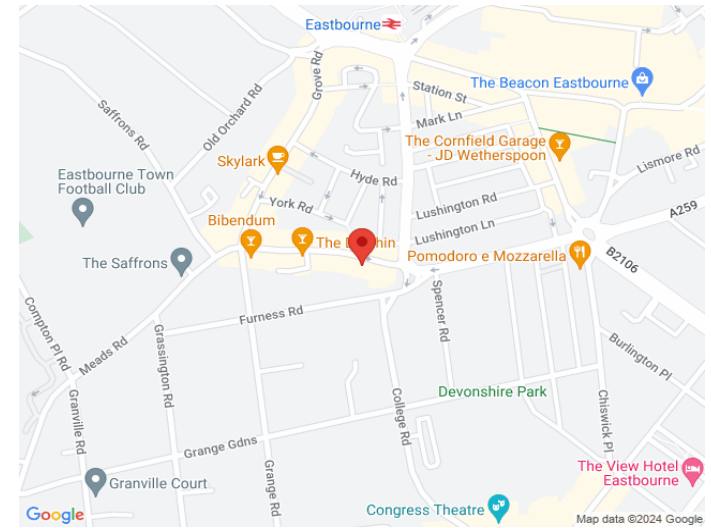 Eastbourne
Grove Rd
Station St
The Beacon Eastbourne
Saffrons Rd
Old Orchard Rd
Mark Ln
The Cornfield Garage
- JD Wetherspoon
Lismore Rd
Skylark
Eastbourne Town
Football Club
Hyde Rd
York Rd
Lushington Rd
A259
Bibendum
Lushington Ln
The D
hin
The Saffrons
Pomodoro e Mozzarella
B2106
Compton Pl Rd
Furness Rd
Spencer Rd
Meads Rd
Grassington Rd
Burlington Pl
Granville Rd
Devonshire Park
College Rd
Chiswick Pl
Grange Gdns
Grange Rd
The View Hotel
Eastbourne
Granville Court
Congress Theatre
Google
Map data ©2024 Google